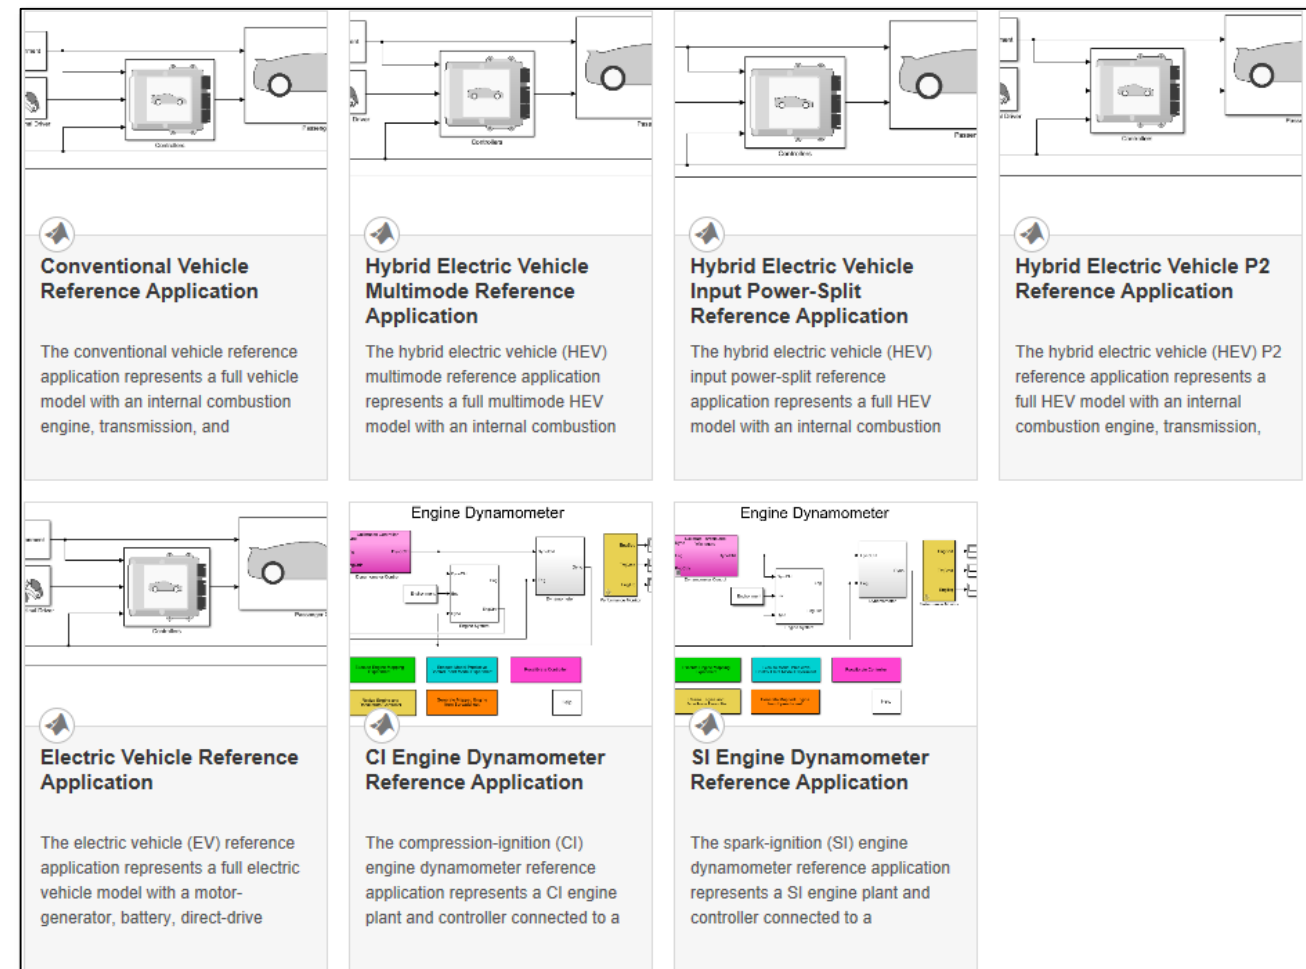 Controllers
Controllers
Controllers
Controllers
Conventional Vehicle
Reference Application
The conventional vehicle reference
application represents a full vehicle
model with an internal combustion
engine, transmission, and
Hybrid Electric Vehicle
Multimode Reference
Application
The hybrid electric vehicle (HEV)
multimode reference application
represents a full multimode HEV
model with an internal combustion
Hybrid Electric Vehicle
Input Power-Split
Reference Application
The hybrid electric vehicle (HEV)
input power-split reference
application represents a full HEV
model with an internal combustion
Hybrid Electric Vehicle P2
Reference Application
The hybrid electric vehicle (HEV) P2
reference application represents a
full HEV model with an internal
combustion engine, transmission,
Controllers
Electric Vehicle Reference
Application
The electric vehicle (EV) reference
application represents a full electric
vehicle model with a motor-
generator, battery, direct-drive
Engine Dynamometer
CI Engine Dynamometer
Reference Application
The compression-ignition (CI)
engine dynamometer reference
application represents a CI engine
plant and controller connected to a
Engine Dynamometer
SI Engine Dynamometer
Reference Application
The spark-ignition (SI) engine
dynamometer reference application
represents a SI engine plant and
controller connected to a